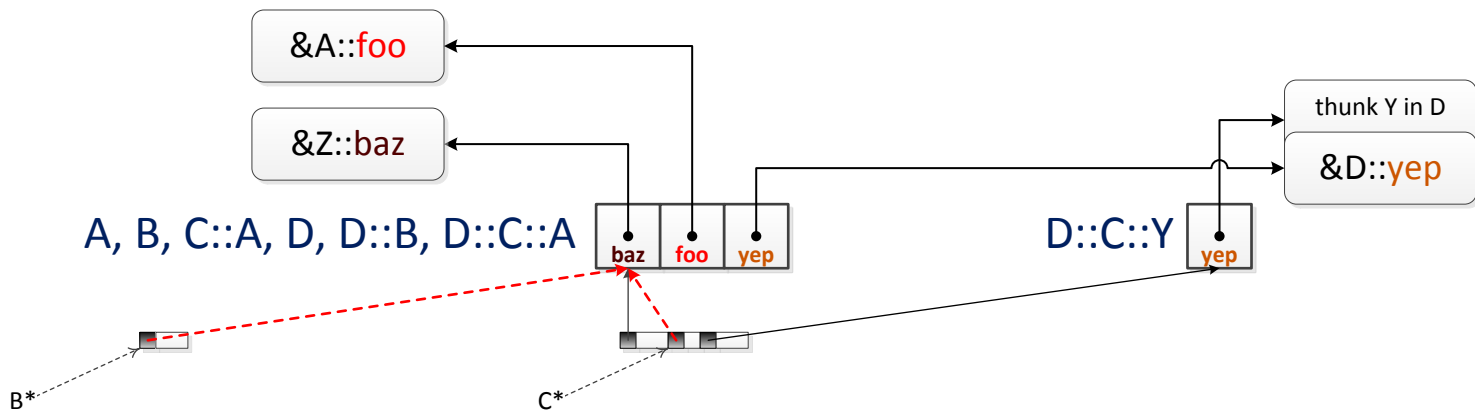 &A::foo
thunk Y in D
&Z::baz
&D::yep
A, B, C::A, D, D::B, D::C::A
D::C::Y
baz foo yep
yep
B*
C*